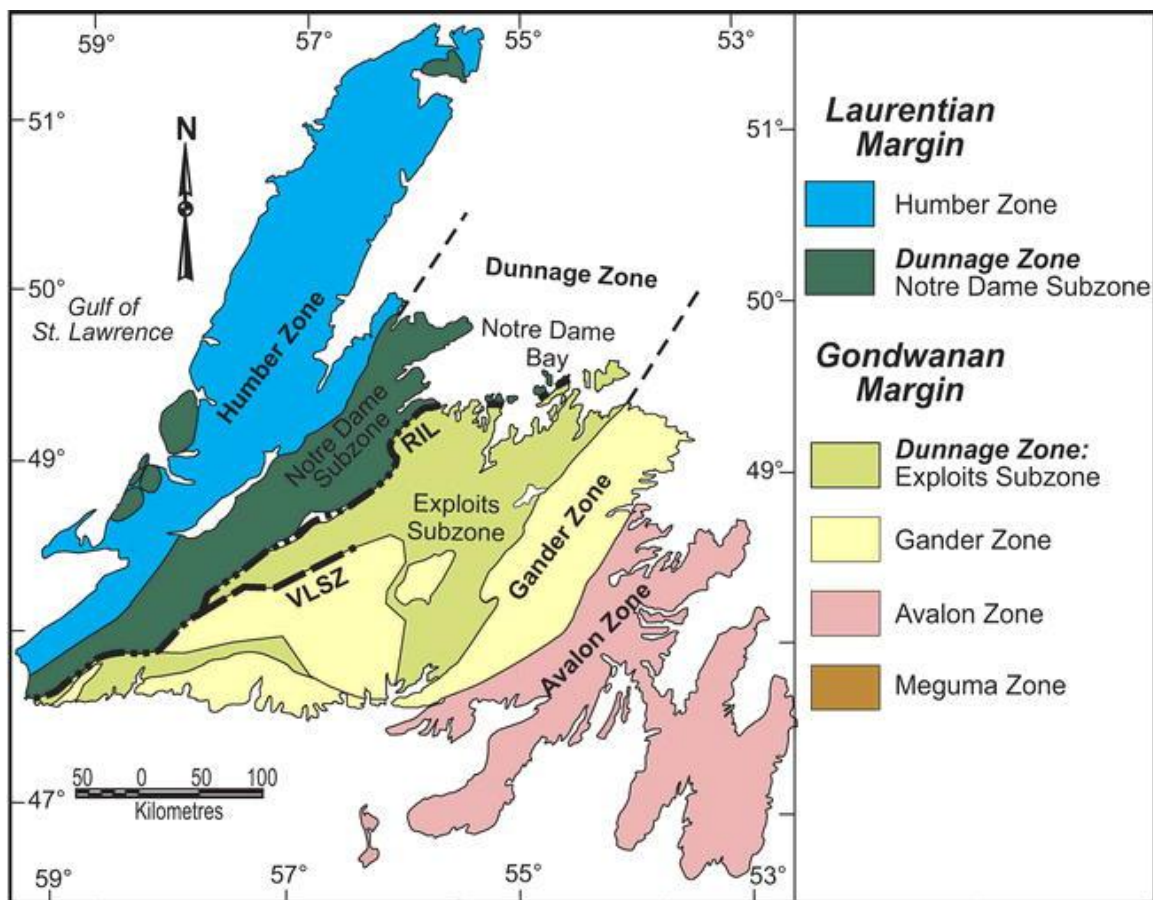 59°
57°
55°
53°
51°
N
50°
Gulf of
St. Lawrence
49°
47°
Humber Zone
Dunnage Zone
Notre Dame
Bay
Notre Dame
Subzone
RIL
Exploits
Subzone
VLSZ
Gander Zone
Avalon Zone
50 0 50 100
Kilometres
59°
57°
55°
53°
51°
50°
49°
Laurentian
Margin
Humber Zone
Dunnage Zone
Notre Dame Subzone
Gondwanan
Margin
Dunnage Zone:
Exploits Subzone
Gander Zone
Avalon Zone
Meguma Zone